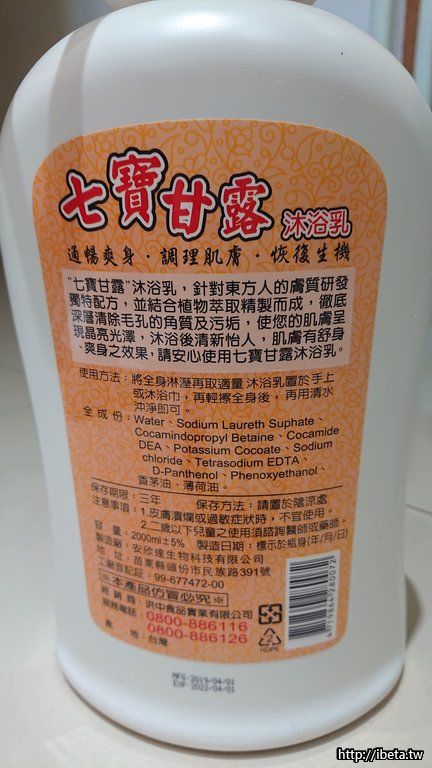 七寶甘露 沐浴乳
通暢爽身·調理肌膚·恢復生機
"七寶甘露"沐浴乳，針對東方人的膚質研發
獨特配方，並結合植物萃取精製而成，徹底
深層清除毛孔的角質及污垢，使您的肌膚呈
現晶亮光澤，沐浴後清新怡人，肌膚有舒身
、爽身之效果，請安心使用七寶甘露沐浴乳。
使用方法：將全身淋溼再取適量 沐浴乳置於手上
或沐浴巾，再輕擦全身後，再用清水
沖淨即可。
全 成 份：Water、Sodium Laureth Suphate、
Cocamindopropyl Betaine、Cocamide
DEA、Potassium Cocoate、Sodium
chloride、Tetrasodium EDTA、
D-Panthenol、Phenoxyethanol、
香茅油、薄荷油。
保存期限：三年 保存方法：請置於陰涼處
注意事項：1.皮膚潰爛或過敏症狀時，不宜使用。
2.二歲以下兒童之使用須諮詢醫師或藥師。
容 量：2000ml±5% 製造日期：標示於瓶身(年/月/日)
製造廠：安欣達生物科技有限公司
地 址：苗栗縣頭份市民族路391號
工廠登記証：99-677472-00
※本產品仿冒必究※
經 銷 商：洪中食品實業有限公司
服務電話：0800-886116
0800-886126
產 地：台灣
4719864280072
2
HDPE
MFG 2019/04/01
EXP 2022/04/01
http://ibeta.tw